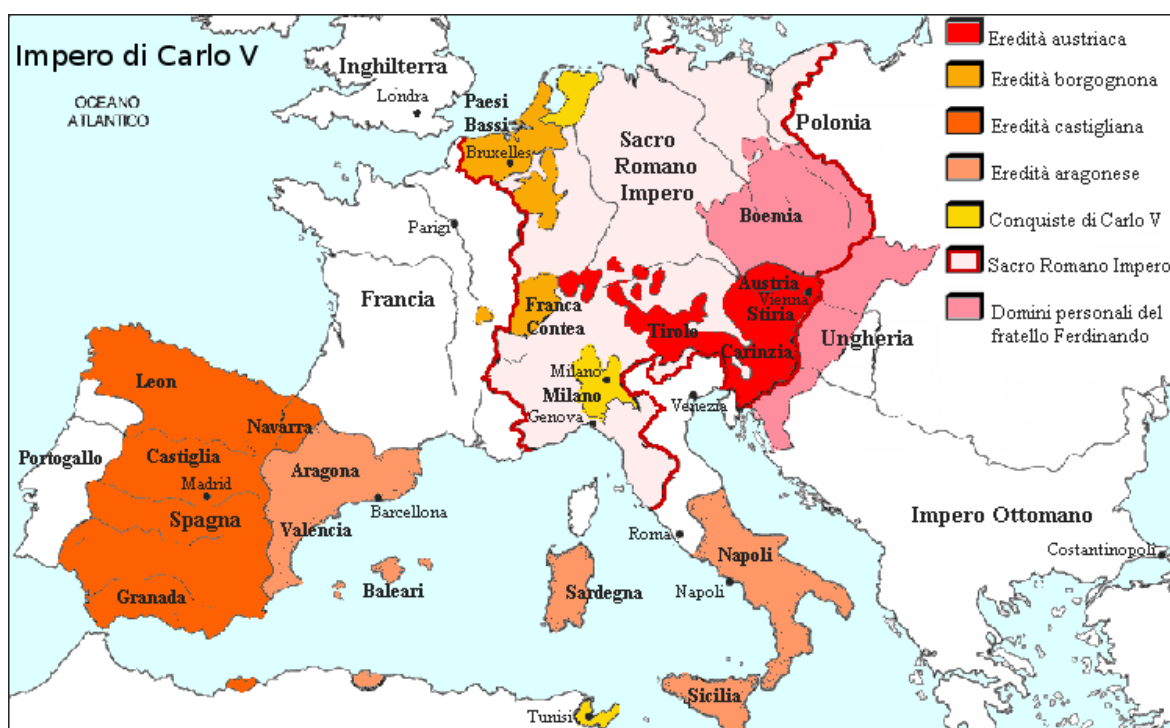 Impero di Carlo V
OCEANO
ATLANTICO
Inghilterra
Londra
Paesi
Bassi
Bruxelles
Sacro
Romano
Impero
Polonia
Boemia
Parigi
Francia
Franca
Contea
Austria
Vienna
Stiria
Tirolo
Carinzia
Ungheria
Milano
Milano
Genova
Venezia
Leon
Navarra
Portogallo
Castiglia
Madrid
Spagna
Granada
Aragona
Barcellona
Valencia
Baleari
Sardegna
Roma
Napoli
Napoli
Sicilia
Tunisi
Impero Ottomano
Costantinopoli
Eredità austriaca
Eredità borgognona
Eredità castigliana
Eredità aragonese
Conquiste di Carlo V
Sacro Romano Impero
Domini personali del
fratello Ferdinando